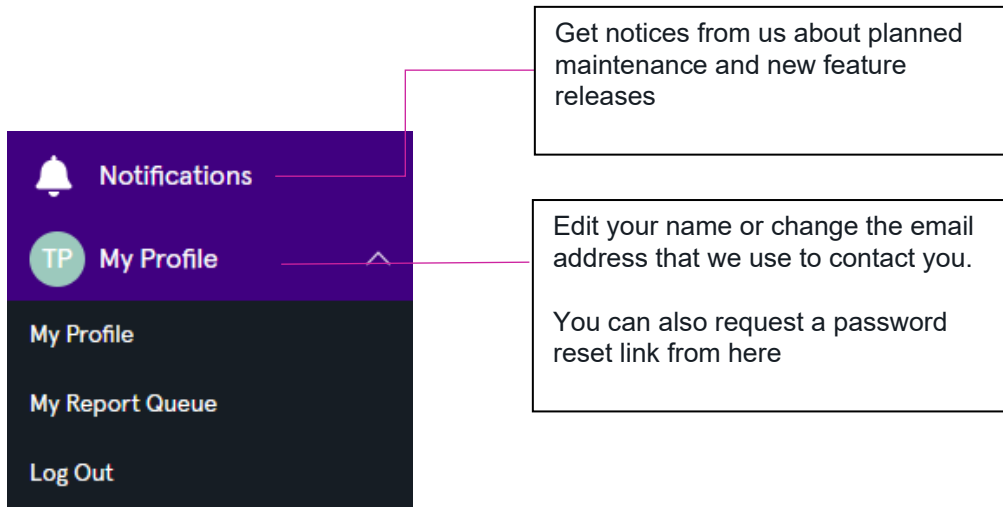 Get notices from us about planned
maintenance and new feature
releases
Notifications
Edit your name or change the email
address that we use to contact you.
You can also request a password
reset link from here
TP My Profile
My Profile
My Report Queue
Log Out